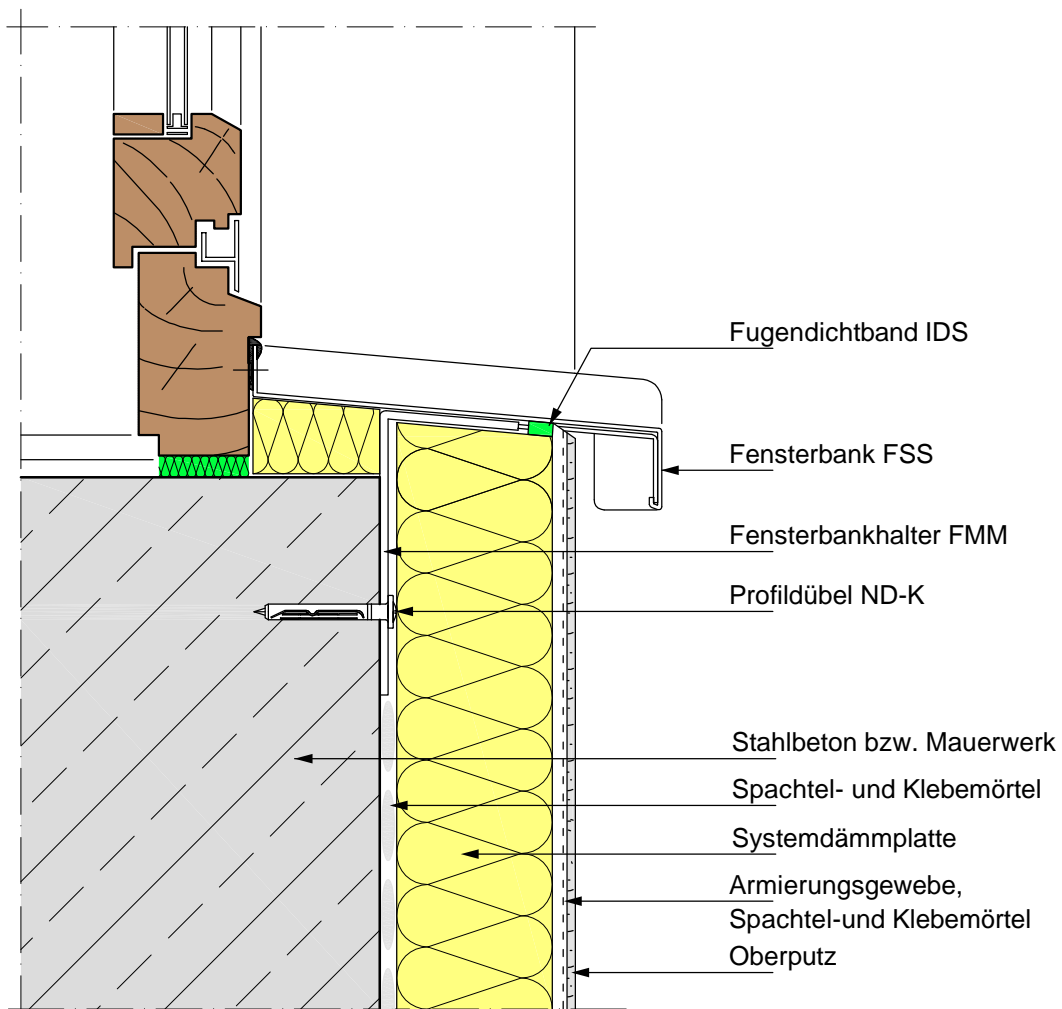 Fugendichtband IDS
Fensterbank FSS
Fensterbankhalter FMM
Profildübel ND-K
Stahlbeton bzw. Mauerwerk
Spachtel- und Klebemörtel
Systemdämmplatte
Armierungsgewebe,
Spachtel-und Klebemörtel
Oberputz